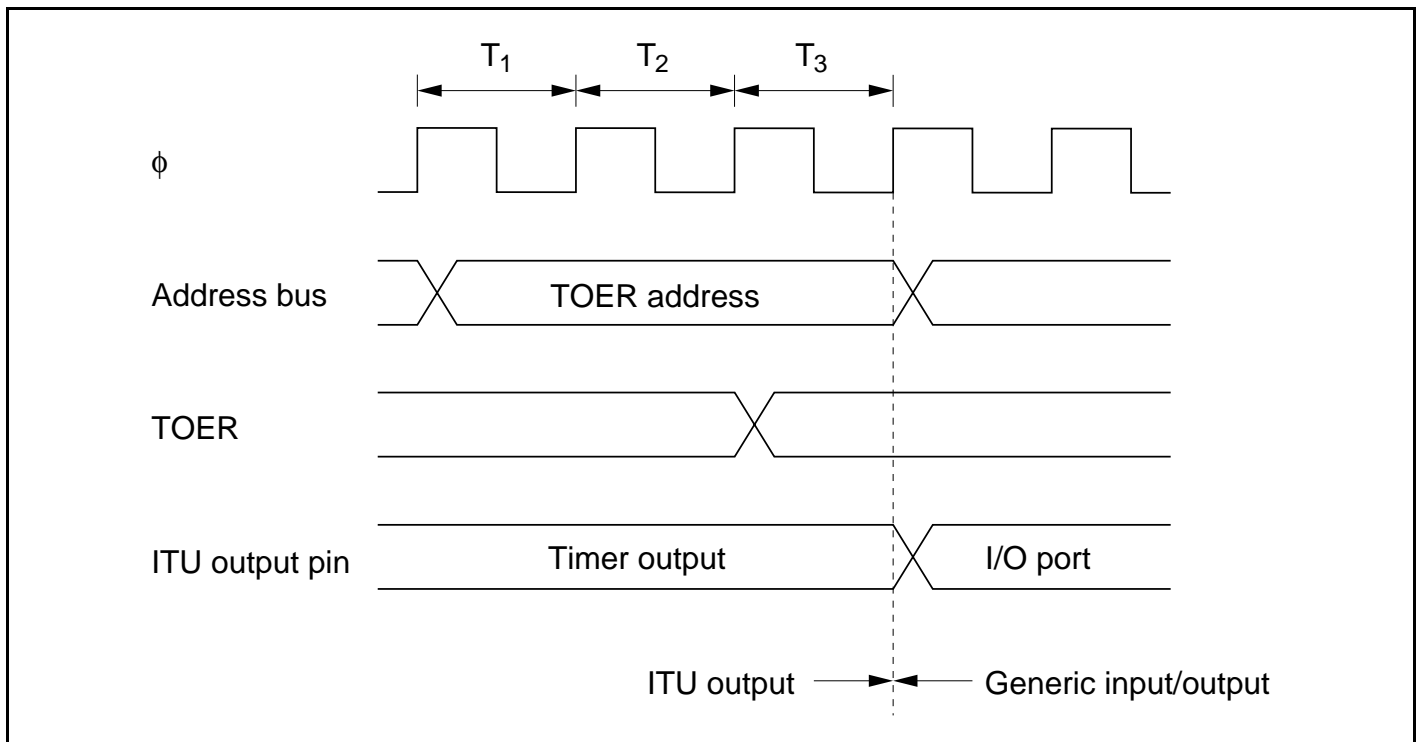 T1 T2 T3
ϕ
Address bus TOER address
TOER
ITU output pin Timer output I/O port
ITU output Generic input/output